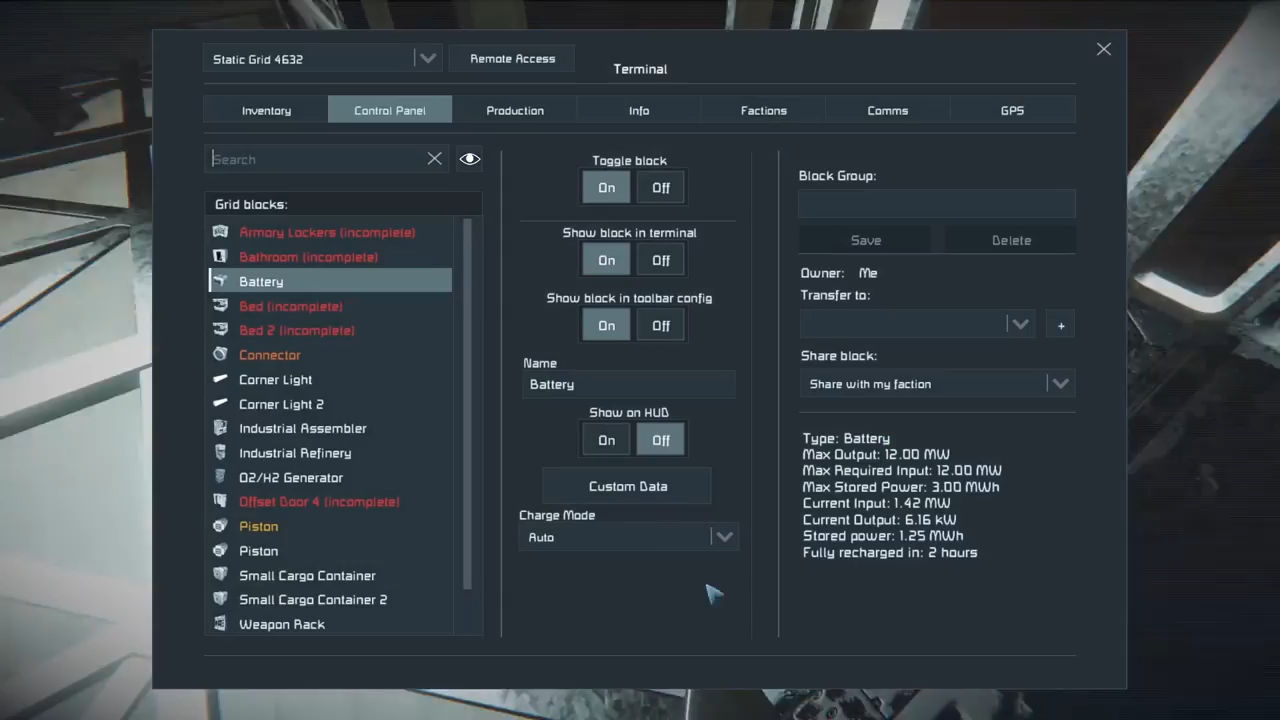 Static Grid 4632
Remote Access
Terminal
Inventory
Control Panel
Production
Info
Factions
Comms
GPS
Search
Grid blocks:
Armory Lockers (incomplete)
Bathroom (incomplete)
Battery
Bed (incomplete)
Bed 2 (incomplete)
Connector
Corner Light
Corner Light 2
Industrial Assembler
Industrial Refinery
O2/H2 Generator
Offset Door 4 (incomplete)
Piston
Piston
Small Cargo Container
Small Cargo Container 2
Weapon Rack
Toggle block
On Off
Show block in terminal
On Off
Show block in toolbar config
On Off
Name
Battery
Show on HUD
On Off
Custom Data
Charge Mode
Auto
Block Group:
Save Delete
Owner: Me
Transfer to:
+
Share block:
Share with my faction
Type: Battery
Max Output: 12.00 MW
Max Required Input: 12.00 MW
Max Stored Power: 3.00 MWh
Current Input: 1.42 MW
Current Output: 6.16 kW
Stored power: 1.25 MWh
Fully recharged in: 2 hours